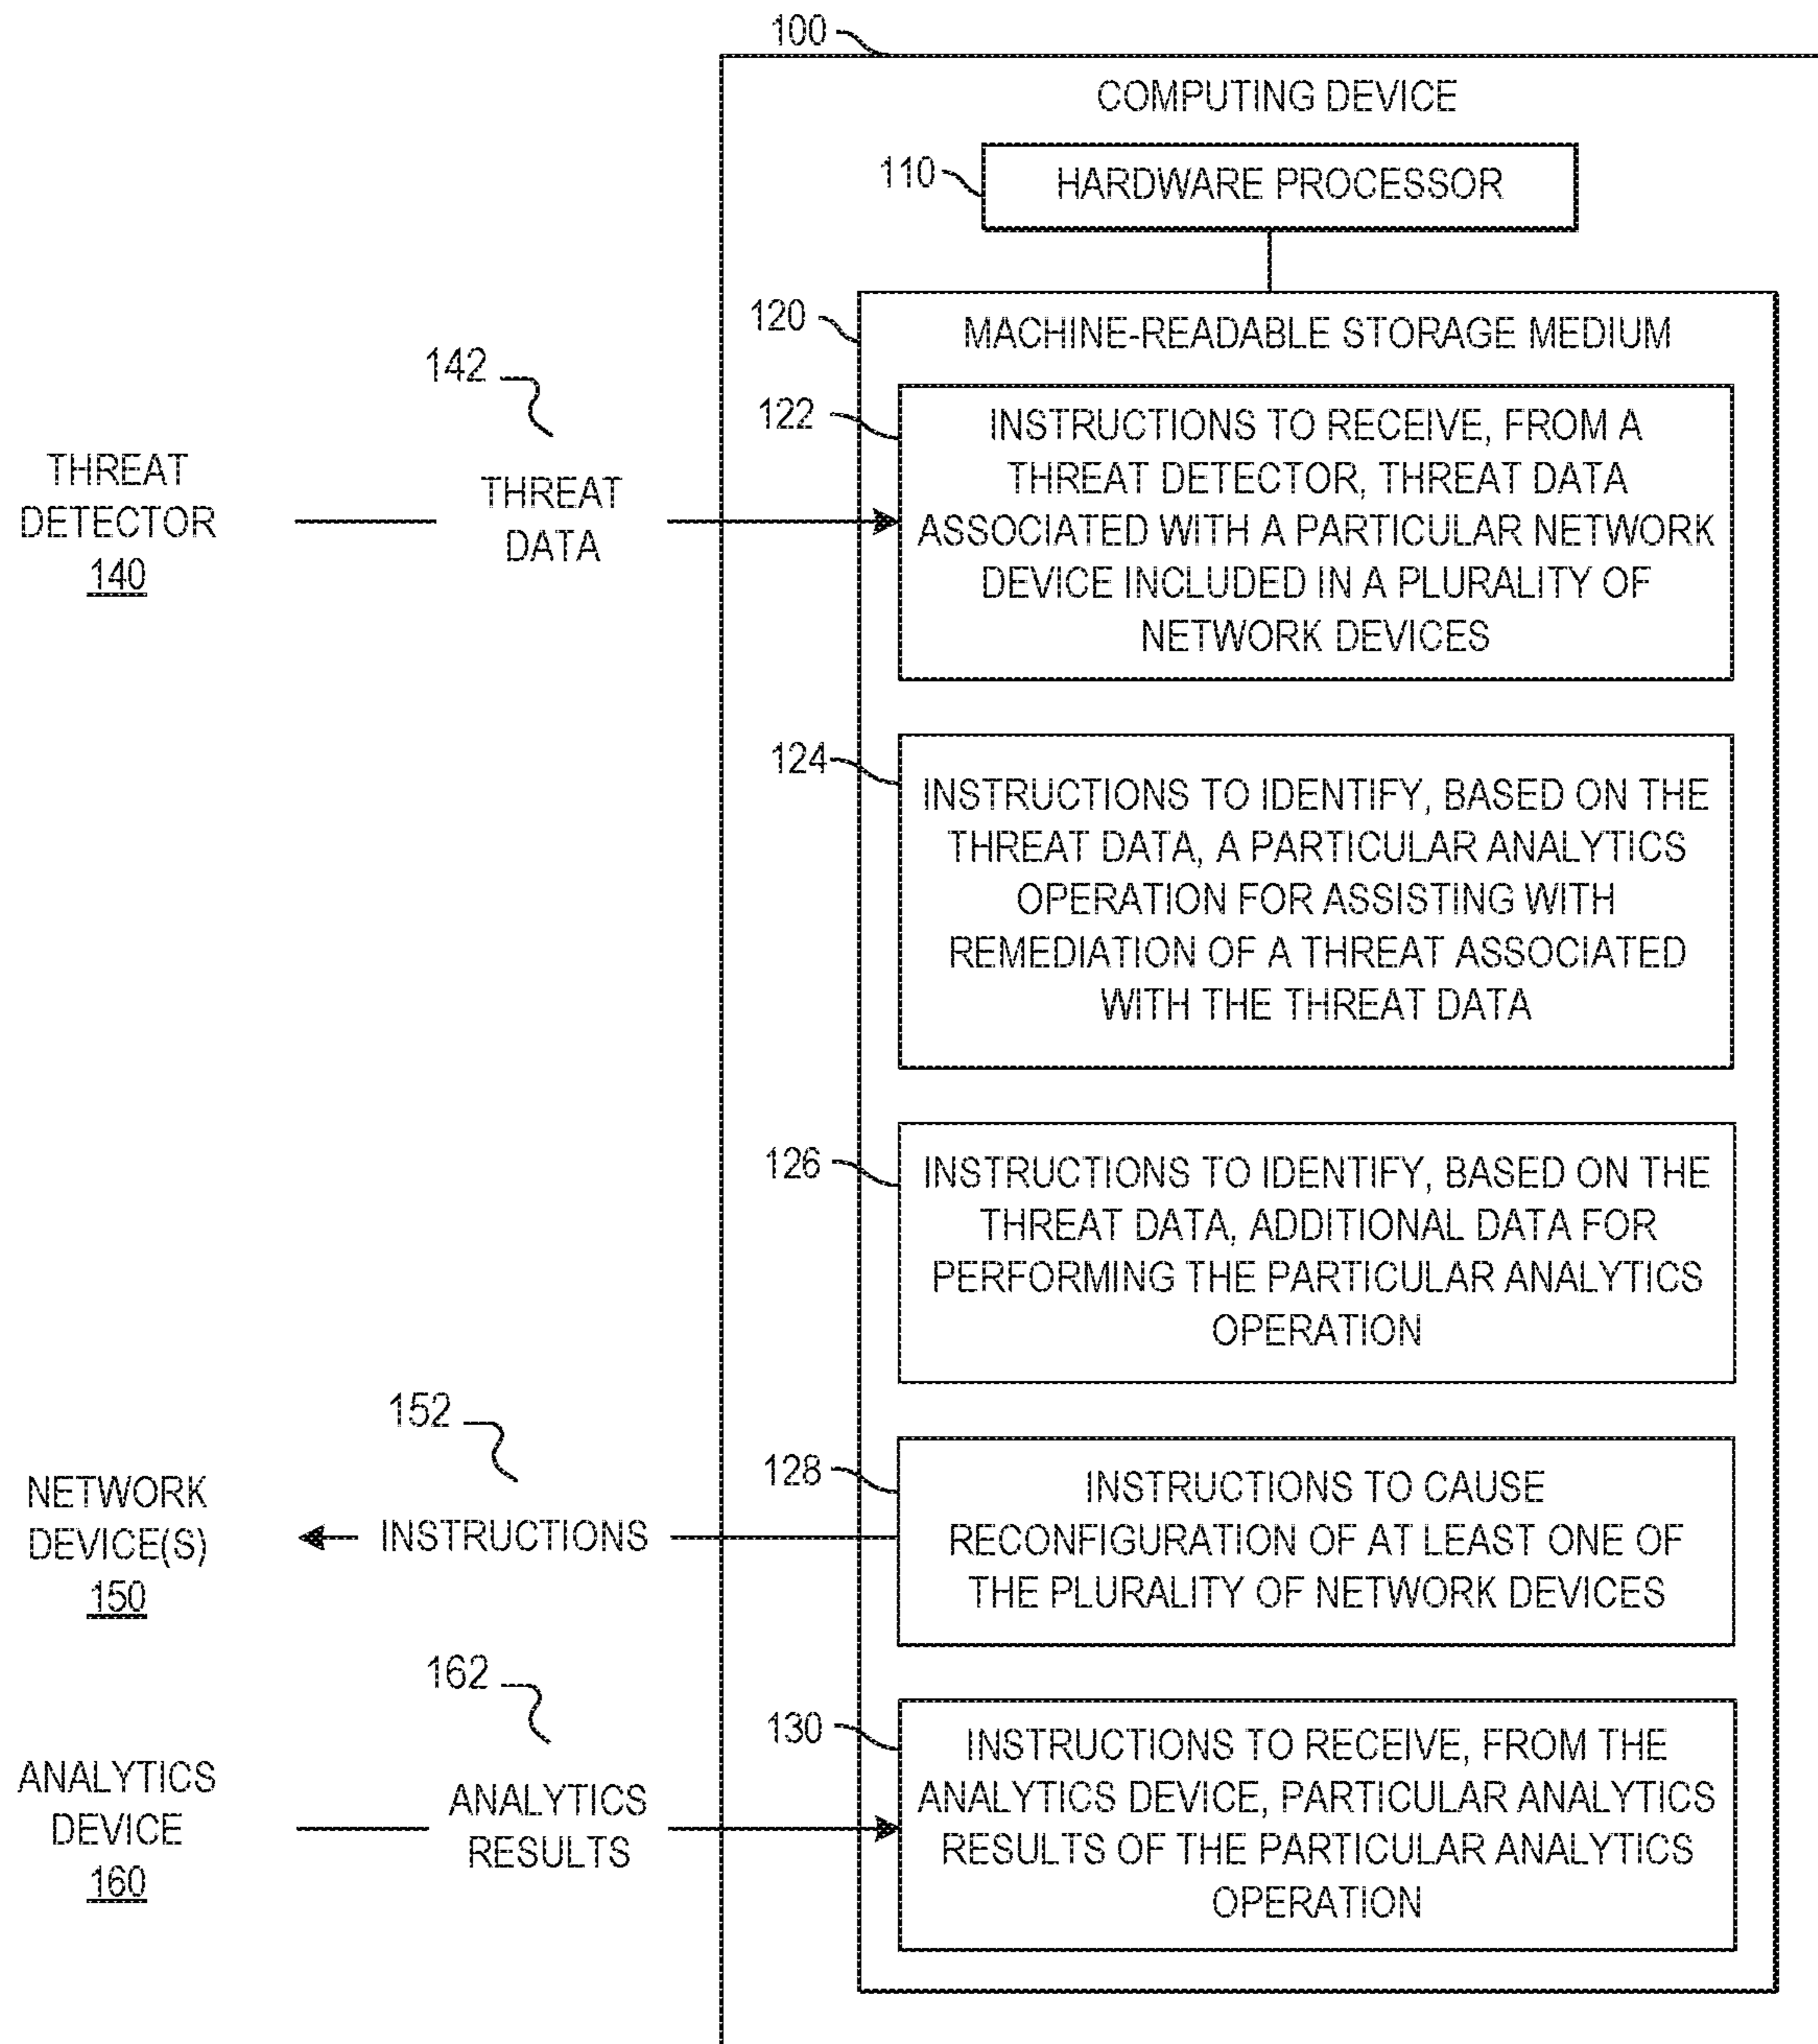 100
COMPUTING DEVICE
110
HARDWARE PROCESSOR
120
MACHINE-READABLE STORAGE MEDIUM
142
THREAT
DETECTOR
140
THREAT
DATA
122
INSTRUCTIONS TO RECEIVE, FROM A
THREAT DETECTOR, THREAT DATA
ASSOCIATED WITH A PARTICULAR NETWORK
DEVICE INCLUDED IN A PLURALITY OF
NETWORK DEVICES
124
INSTRUCTIONS TO IDENTIFY, BASED ON THE
THREAT DATA, A PARTICULAR ANALYTICS
OPERATION FOR ASSISTING WITH
REMEDIATION OF A THREAT ASSOCIATED
WITH THE THREAT DATA
126
INSTRUCTIONS TO IDENTIFY, BASED ON THE
THREAT DATA, ADDITIONAL DATA FOR
PERFORMING THE PARTICULAR ANALYTICS
OPERATION
152
NETWORK
DEVICE(S)
150
INSTRUCTIONS
128
INSTRUCTIONS TO CAUSE
RECONFIGURATION OF AT LEAST ONE OF
THE PLURALITY OF NETWORK DEVICES
162
ANALYTICS
DEVICE
160
ANALYTICS
RESULTS
130
INSTRUCTIONS TO RECEIVE, FROM THE
ANALYTICS DEVICE, PARTICULAR ANALYTICS
RESULTS OF THE PARTICULAR ANALYTICS
OPERATION